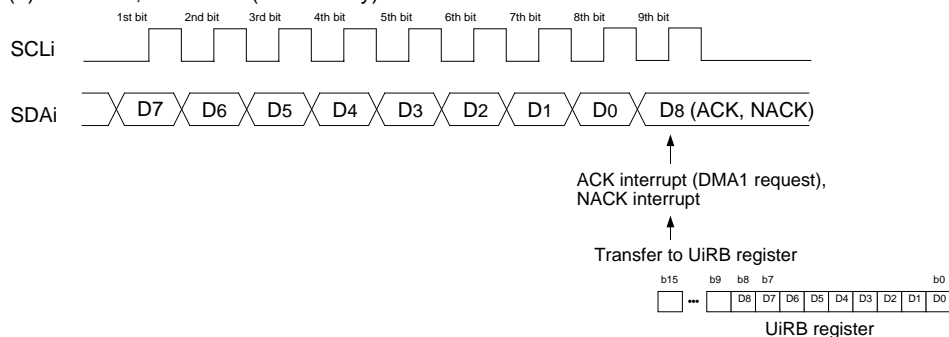 1st bit 2nd bit 3rd bit 4th bit 5th bit 6th bit 7th bit 8th bit 9th bit
SCLi
SDAi D7 D6 D5 D4 D3 D2 D1 D0 D8 (ACK, NACK)
ACK interrupt (DMA1 request),
NACK interrupt
Transfer to UiRB register
b15 b9 b8 b7 b0
••• D8 D7 D6 D5 D4 D3 D2 D1 D0
UiRB register